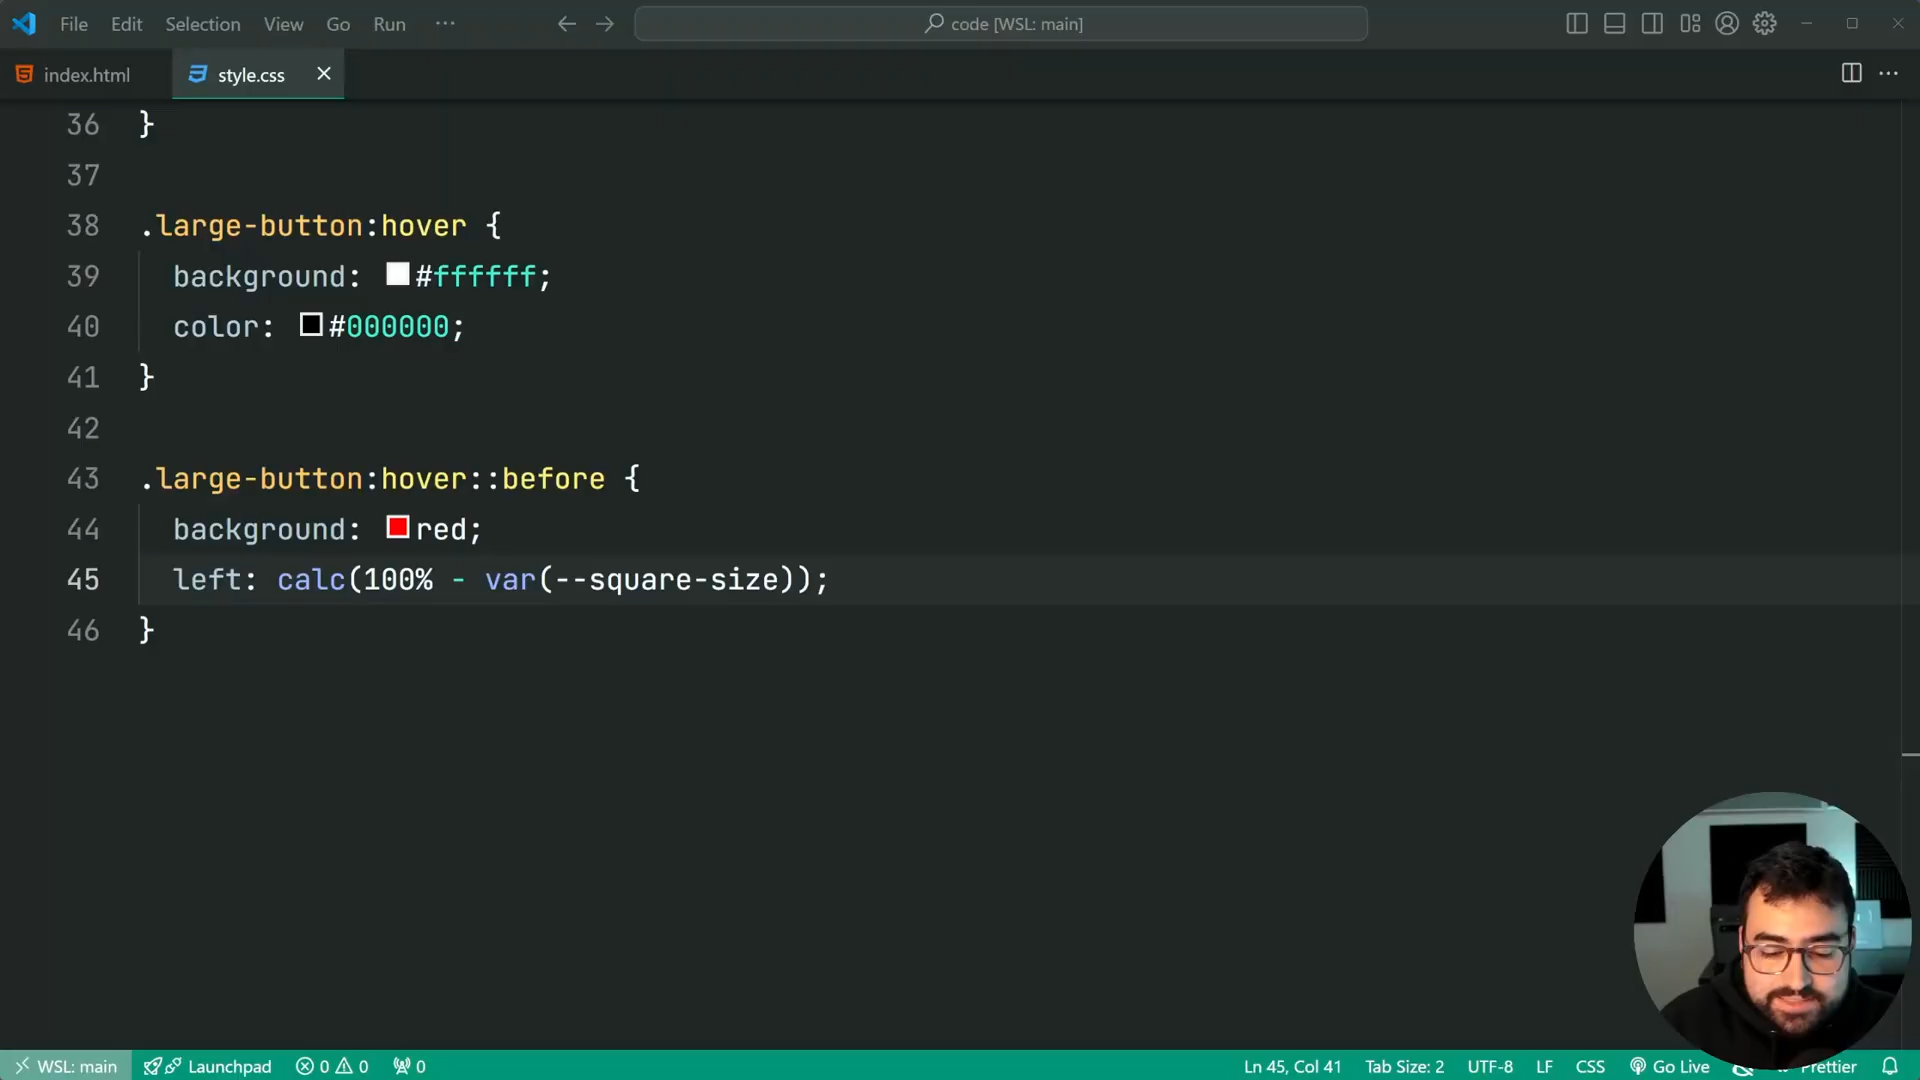 File Edit Selection View Go Run ··· code [WSL: main]
index.html style.css
36 }
37
38 .large-button:hover {
39 background: #ffffff;
40 color: #000000;
41 }
42
43 .large-button:hover::before {
44 background: red;
45 left: calc(100% - var(--square-size));
46 }
WSL: main Launchpad 0 0 0 Ln 45, Col 41 Tab Size: 2 UTF-8 LF CSS Go Live Prettier